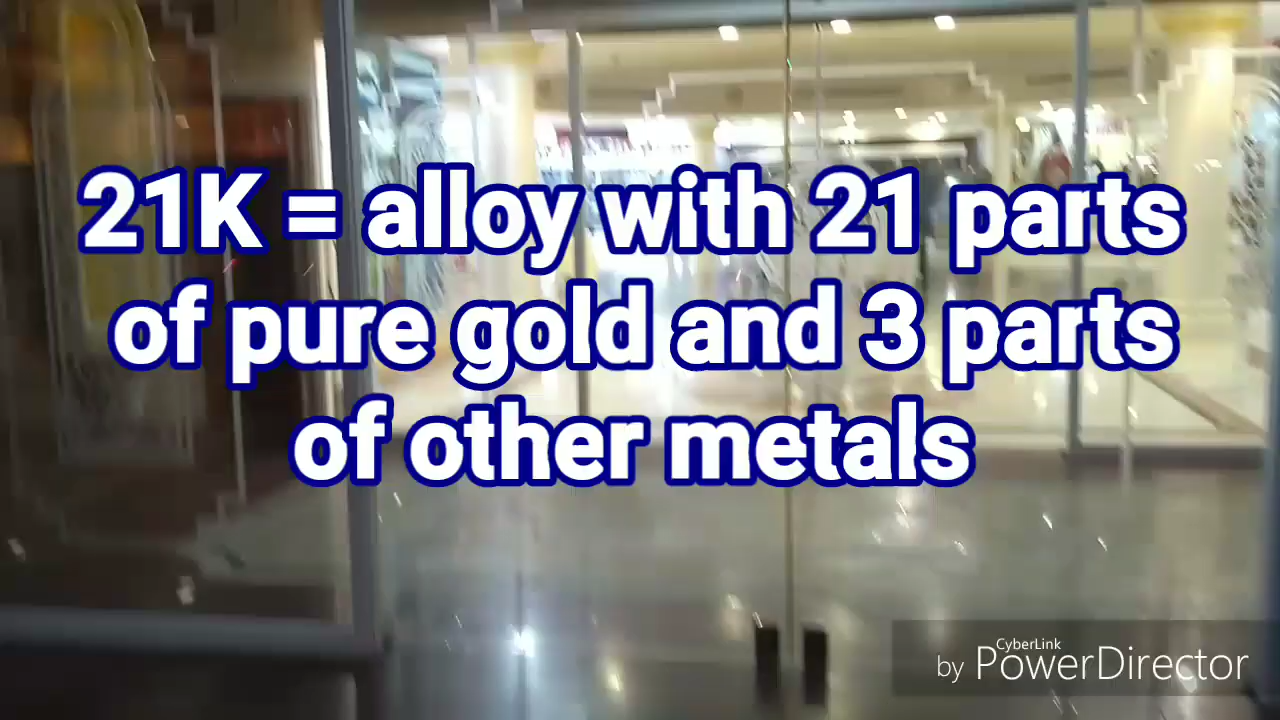 21K = alloy with 21 parts
of pure gold and 3 parts
of other metals
CyberLink
by PowerDirector